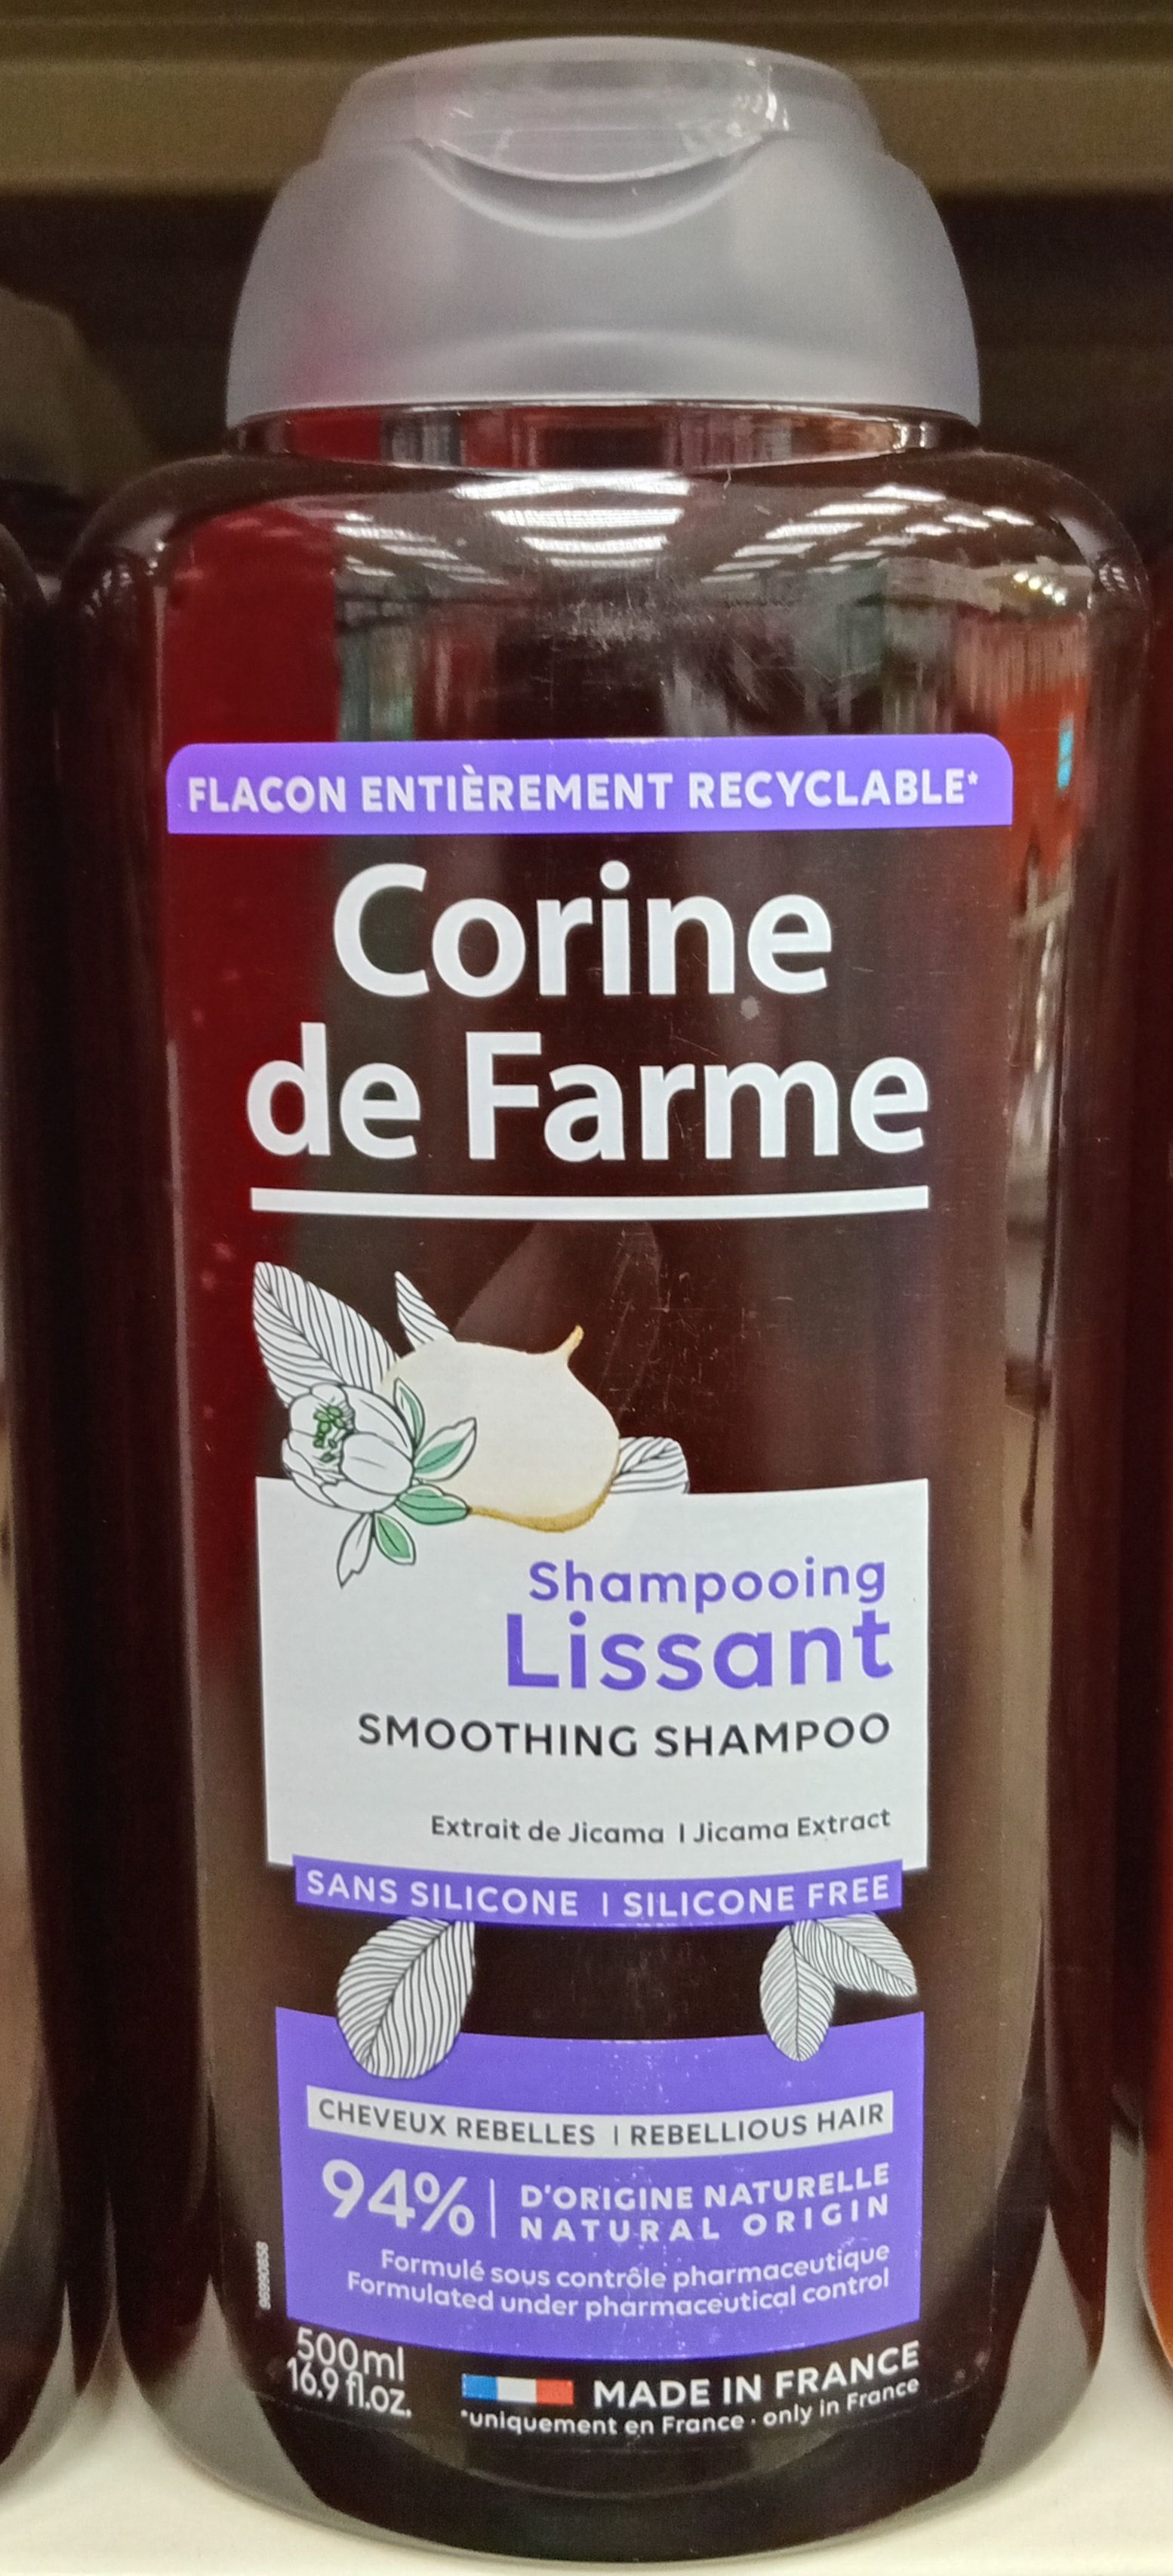 FLACON ENTIÈREMENT RECYCLABLE*
Corine
de Farme
Shampooing
Lissant
SMOOTHING SHAMPOO
Extrait de Jicama | Jicama Extract
SANS SILICONE | SILICONE FREE
CHEVEUX REBELLES | REBELLIOUS HAIR
94% | D'ORIGINE NATURELLE
NATURAL ORIGIN
Formulé sous contrôle pharmaceutique
Formulated under pharmaceutical control
500ml
16.9 fl.oz.
MADE IN FRANCE
*uniquement en France · only in France